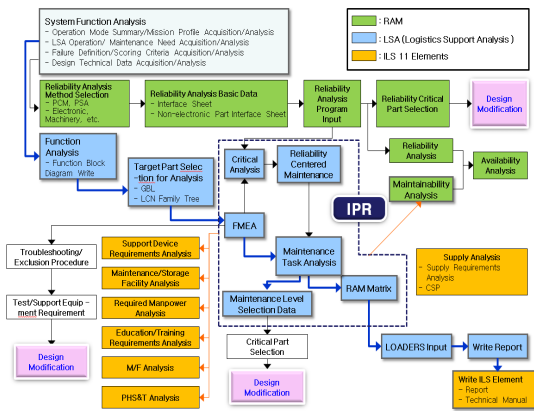 System Function Analysis
- Operation Mode Summary/Mission Profile Acquisition/Analysis
- LSA Operation/ Maintenance Need Acquisition/Analysis
- Failure Definition/Scoring Criteria Acquisition/Analysis
- Design Technical Data Acquisition/Analysis
: RAM
: LSA (Logistics Support Analysis)
: ILS 11 Elements
Reliability Analysis
Method Selection
- PCM, PSA
- Electronic,
Machinery, etc.
Reliability Analysis Basic Data
- Interface Sheet
- Non-electronic Part Interface Sheet
Reliability
Analysis
Program
Input
Reliability Critical
Part Selection
Design
Modification
Function
Analysis
- Function Block
Diagram Write
Target Part Selec
tion for Analysis
- GBL
- LCN Family Tree
Critical
Analysis
Reliability
Centered
Maintenance
Reliability
Analysis
Availability
Analysis
Maintainability
Analysis
IPR
FMEA
Troubleshooting/
Exclusion Procedure
Support Device
Requirements Analysis
Maintenance
Task Analysis
Supply Analysis
- Supply Requirements
Analysis
- CSP
Maintenance/Storage
Facility Analysis
RAM Matrix
Test/Support Equip -
ment Requirement
Required Manpower
Analysis
Maintenance Level
Selection Data
Education/Training
Requirements Analysis
Critical Part
Selection
LOADERS Input
Write Report
Design
Modification
M/F Analysis
Design
Modification
Write ILS Element
- Report
- Technical Manual
PHS&T Analysis